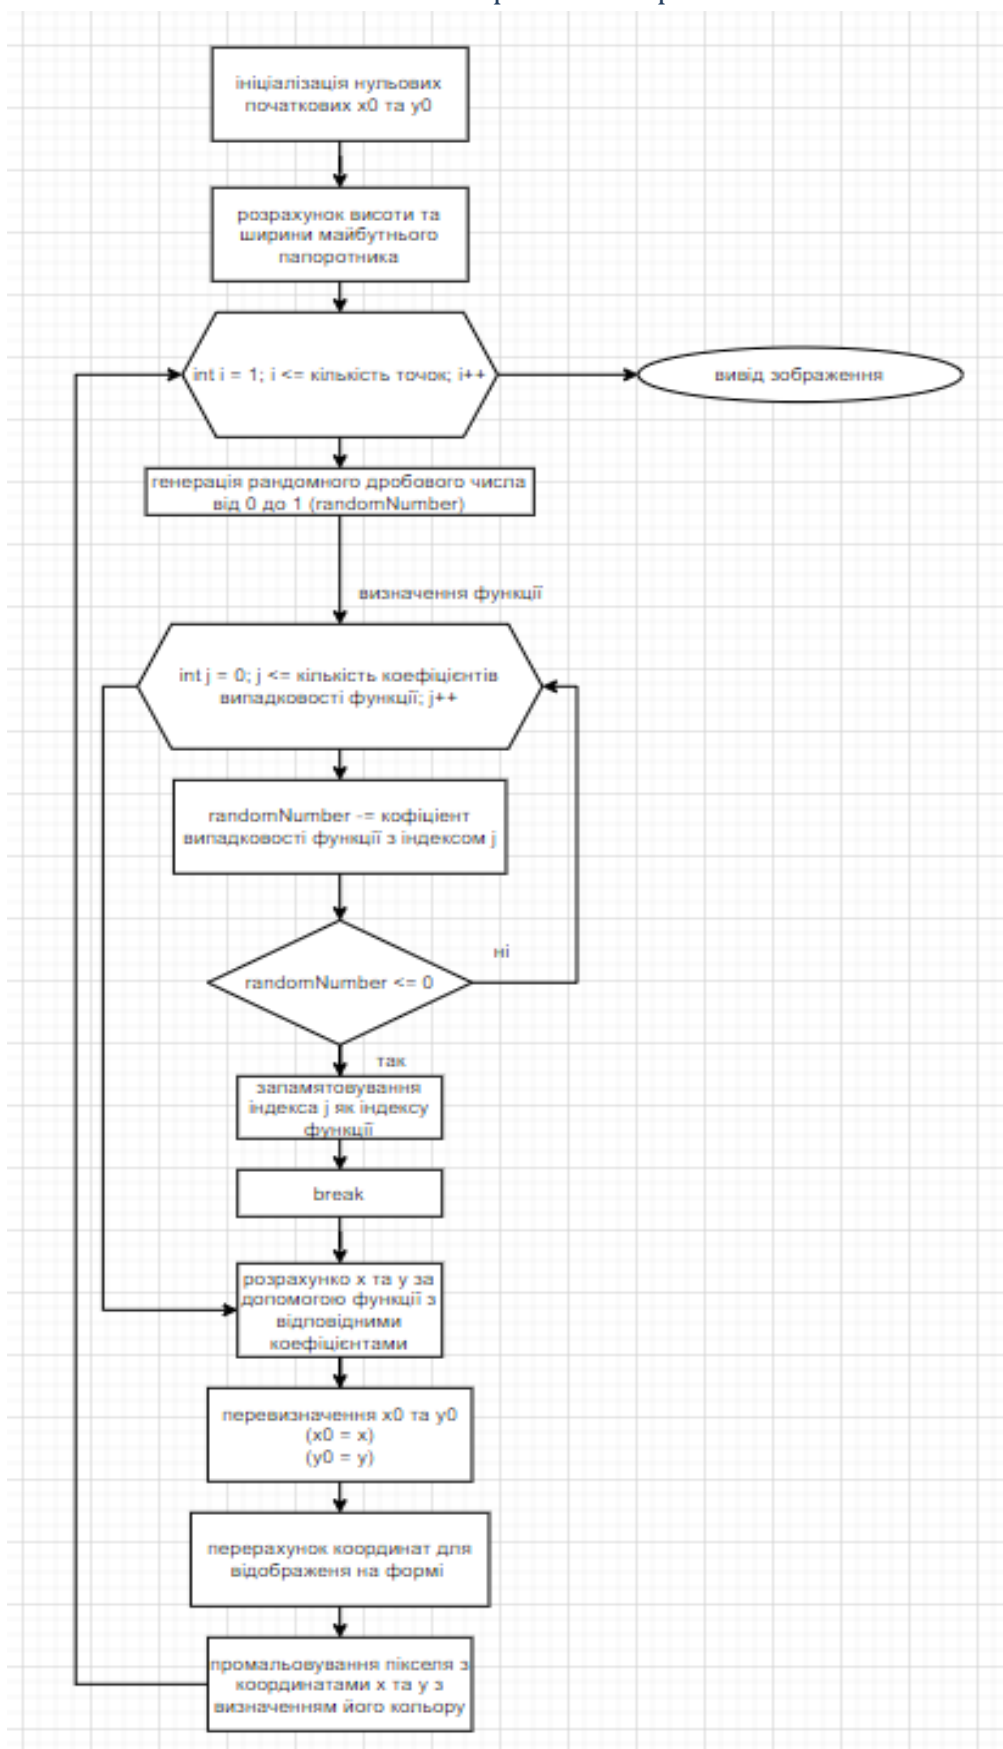 ініціалізація нульових
початкових x0 та y0
розрахунок висоти та
ширини майбутнього
папоротника
int i = 1; i <= кількість точок; i++
вивід зображення
генерація рандомного дробового числа
від 0 до 1 (randomNumber)
визначення функції
int j = 0; j <= кількість коефіцієнтів
випадковості функції; j++
randomNumber -= кофіціент
випадковості функції з індексом j
randomNumber <= 0
ні
так
запамятовування
індекса j як індексу
функції
break
розрахунко x та y за
допомогою функції з
відповідними
коефіцієнтами
перевизначення x0 та y0
(x0 = x)
(y0 = y)
перерахунок координат для
відображеня на формі
промальовування пікселя з
координатами x та y з
визначенням його кольору